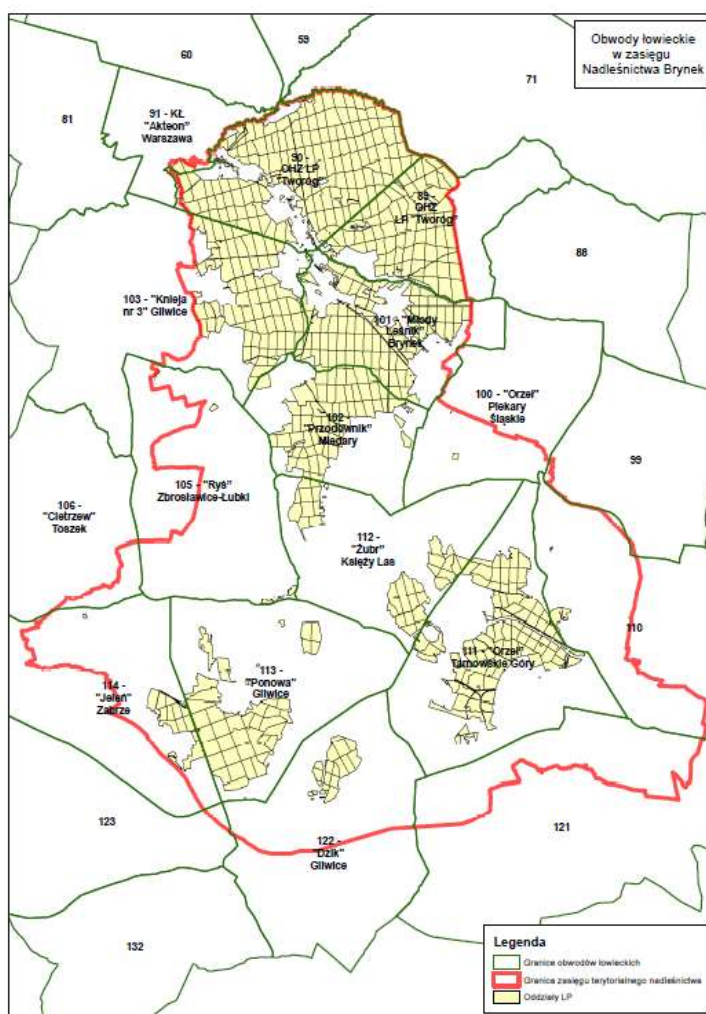 Obwody łowieckie
w zasięgu
Nadleśnictwa Brynek
59
60
71
81
91 - KŁ
"Akteon"
Warszawa
90 -
OHZ LP
"Tworóg"
89 -
OHZ
LP "Tworóg"
88
103 - "Knieja
nr 3" Gliwice
101 - "Młody
Leśnik"
Brynek
100 - "Orzeł"
Piekary
Śląskie
102 -
"Przodownik"
Miedary
99
105 - "Ryś"
Zbrosławice-Łubki
106 -
"Cietrzew"
Toszek
112 -
"Żubr"
Księży Las
110
111 - "Orzeł"
Tarnowskie Góry
113 -
"Ponowa"
Gliwice
114 -
"Jeleń"
Zabrze
123
121
122 -
"Dzik"
Gliwice
132
Legenda
Granice obwodów łowieckich
Granica zasięgu terytorialnego nadleśnictwa
Oddziały LP